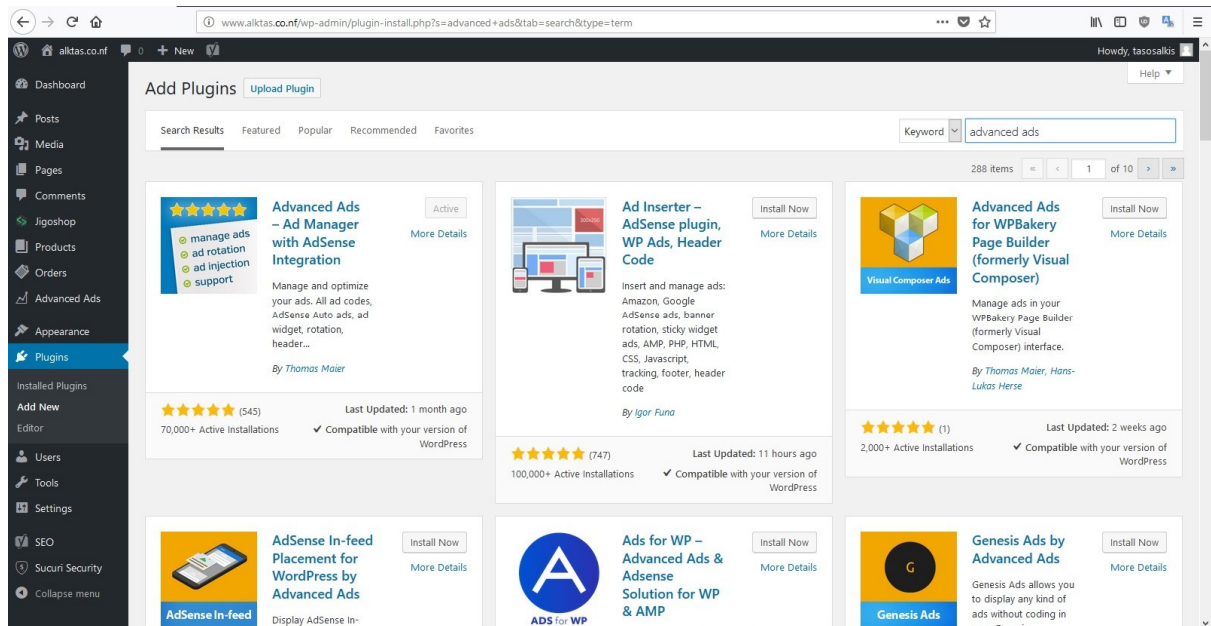 www.alktas.co.nf/wp-admin/plugin-install.php?s=advanced+ads&tab=search&type=term
alktas.co.nf 0 + New
Howdy, tasosalkis
Help
Dashboard
Posts
Media
Pages
Comments
Jigoshop
Products
Orders
Advanced Ads
Appearance
Plugins
Installed Plugins
Add New
Editor
Users
Tools
Settings
SEO
Sucuri Security
Collapse menu
Add Plugins Upload Plugin
Search Results Featured Popular Recommended Favorites
Keyword advanced ads
288 items « ‹ 1 of 10 › »
manage ads
ad rotation
ad injection
support
Advanced Ads
– Ad Manager
with AdSense
Integration
Active
More Details
Manage and optimize
your ads. All ad codes,
AdSense Auto ads, ad
widget, rotation,
header...
By Thomas Maier
(545)
70,000+ Active Installations
Last Updated: 1 month ago
✔ Compatible with your version of
WordPress
300x250
Ad Inserter –
AdSense plugin,
WP Ads, Header
Code
Install Now
More Details
Insert and manage ads:
Amazon, Google
AdSense ads, banner
rotation, sticky widget
ads, AMP, PHP, HTML,
CSS, Javascript,
tracking, footer, header
code
By Igor Funa
(747)
100,000+ Active Installations
Last Updated: 11 hours ago
✔ Compatible with your version of
WordPress
Visual Composer Ads
Advanced Ads
for WPBakery
Page Builder
(formerly Visual
Composer)
Install Now
More Details
Manage ads in your
WPBakery Page Builder
(formerly Visual
Composer) interface.
By Thomas Maier, Hans-
Lukas Herse
(1)
2,000+ Active Installations
Last Updated: 2 weeks ago
✔ Compatible with your version of
WordPress
AdSense In-feed
AdSense In-feed
Placement for
WordPress by
Advanced Ads
Install Now
More Details
Display AdSense In-
A
ADS for WP
Ads for WP –
Advanced Ads &
Adsense
Solution for WP
& AMP
Install Now
More Details
G
Genesis Ads
Genesis Ads by
Advanced Ads
Install Now
More Details
Genesis Ads allows you
to display any kind of
ads without coding in